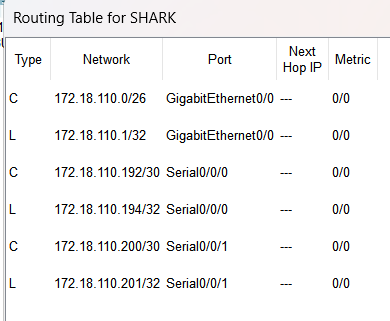 Routing Table for SHARK
Type Network Port Next Hop IP Metric
C 172.18.110.0/26 GigabitEthernet0/0 --- 0/0
L 172.18.110.1/32 GigabitEthernet0/0 --- 0/0
C 172.18.110.192/30 Serial0/0/0 --- 0/0
L 172.18.110.194/32 Serial0/0/0 --- 0/0
C 172.18.110.200/30 Serial0/0/1 --- 0/0
L 172.18.110.201/32 Serial0/0/1 --- 0/0